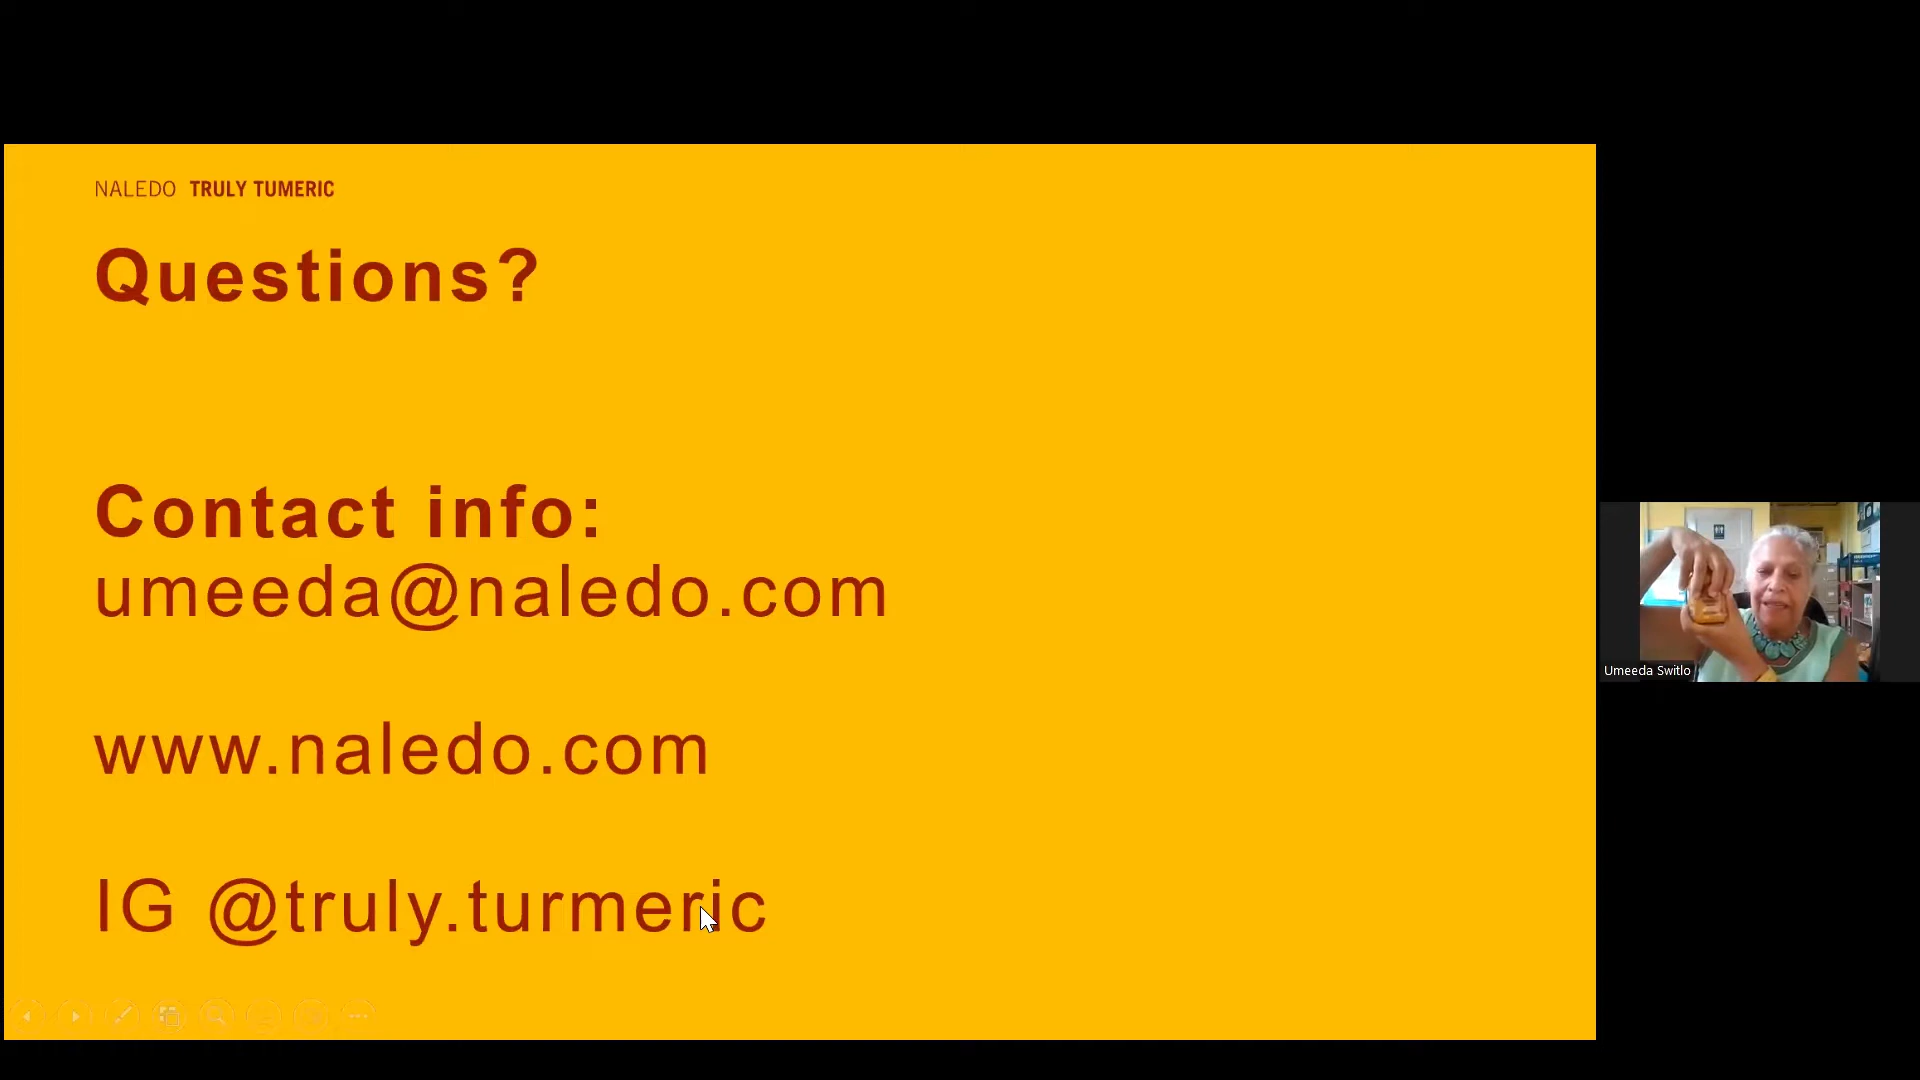 NALEDO TRULY TUMERIC
Questions?
Contact info:
umeeda@naledo.com
www.naledo.com
IG @truly.turmeric
Umeeda Switlo